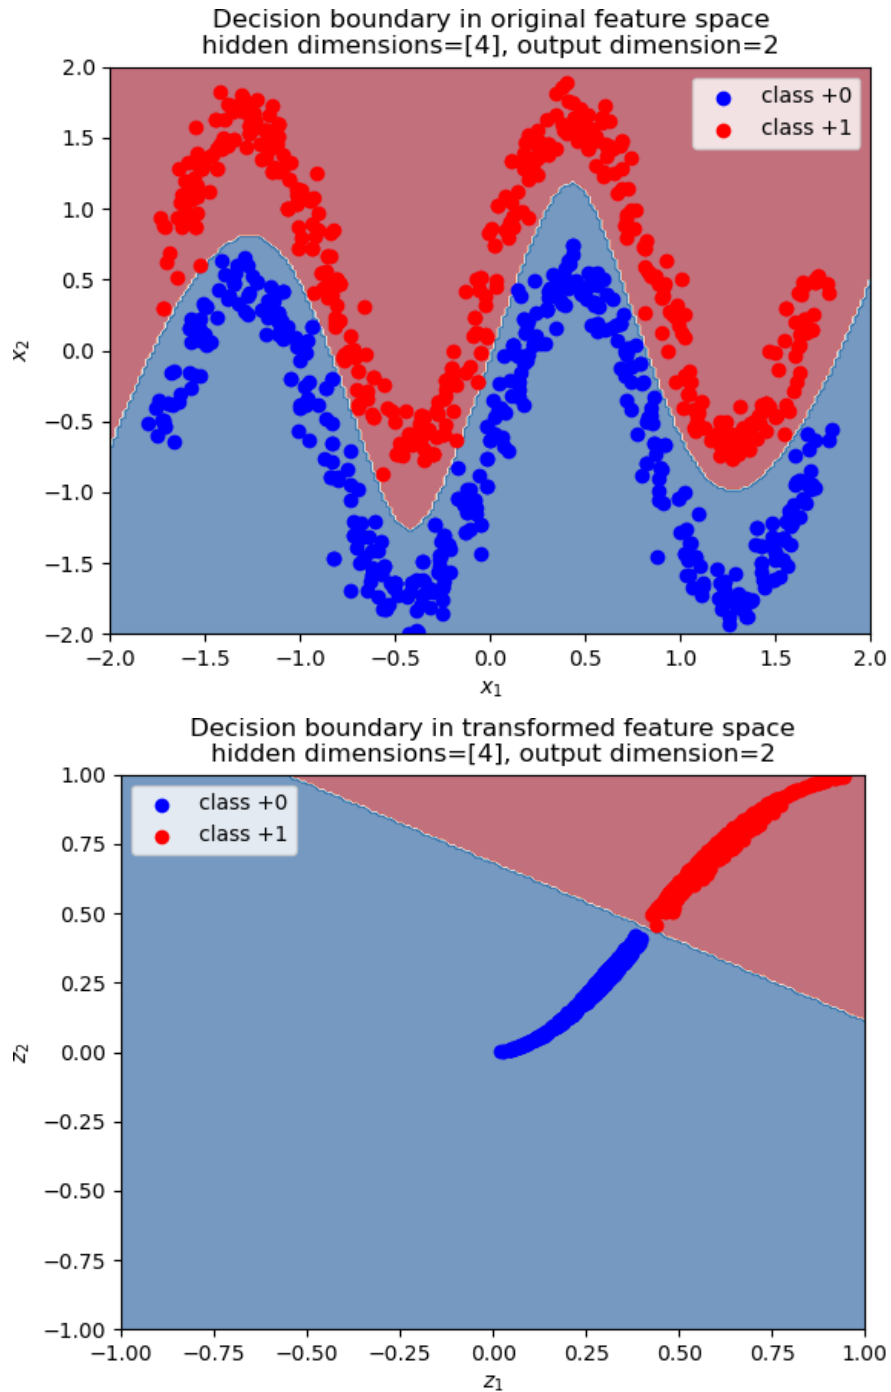 Decision boundary in original feature space
hidden dimensions=[4], output dimension=2
2.0
1.5
1.0
0.5
0.0
−0.5
−1.0
−1.5
−2.0
x₂
class +0
class +1
−2.0 −1.5 −1.0 −0.5 0.0 0.5 1.0 1.5 2.0
x₁
Decision boundary in transformed feature space
hidden dimensions=[4], output dimension=2
1.00
0.75
0.50
0.25
0.00
−0.25
−0.50
−0.75
−1.00
z₂
class +0
class +1
−1.00 −0.75 −0.50 −0.25 0.00 0.25 0.50 0.75 1.00
z₁